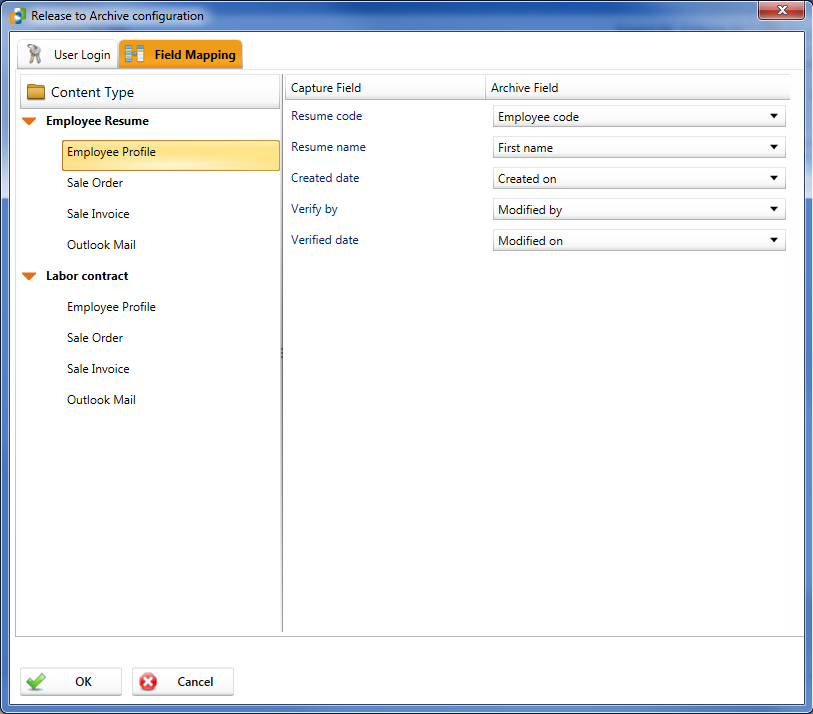 Release to Archive configuration
User Login
Field Mapping
Content Type
Capture Field
Archive Field
Employee Resume
Employee Profile
Sale Order
Sale Invoice
Outlook Mail
Labor contract
Employee Profile
Sale Order
Sale Invoice
Outlook Mail
Resume code
Employee code
Resume name
First name
Created date
Created on
Verify by
Modified by
Verified date
Modified on
OK
Cancel